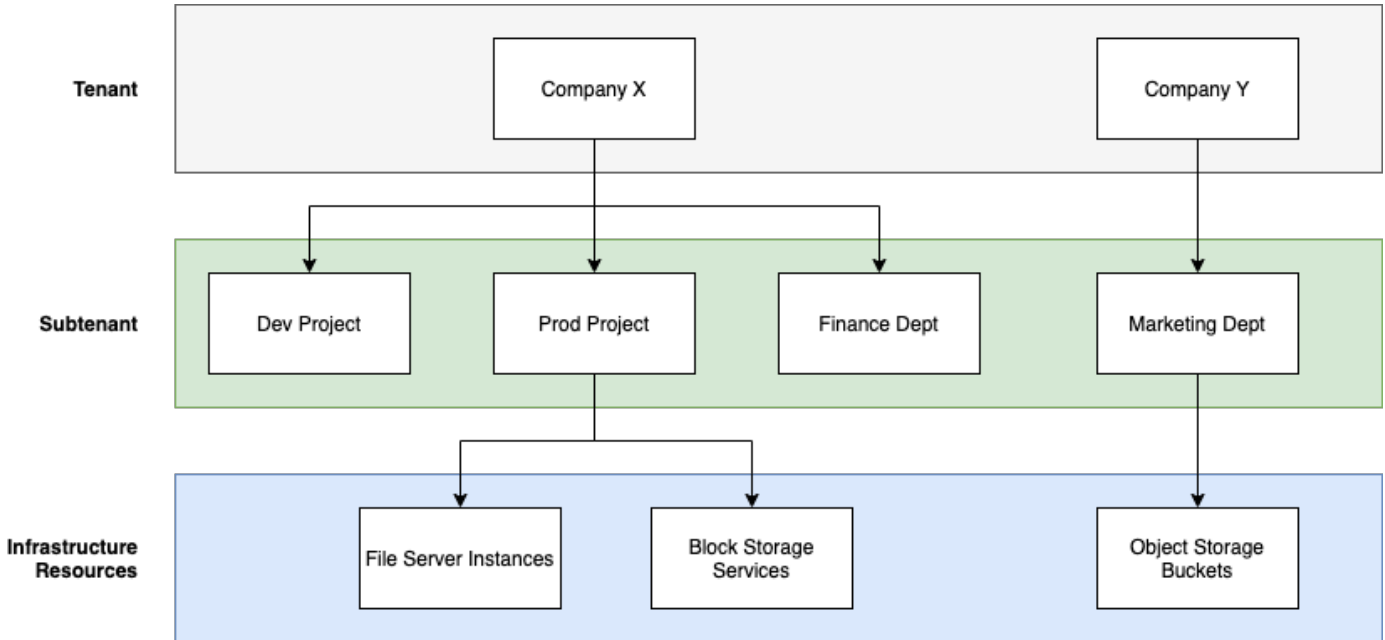 Tenant
Company X
Company Y
Subtenant
Dev Project
Prod Project
Finance Dept
Marketing Dept
Infrastructure
Resources
File Server Instances
Block Storage
Services
Object Storage
Buckets